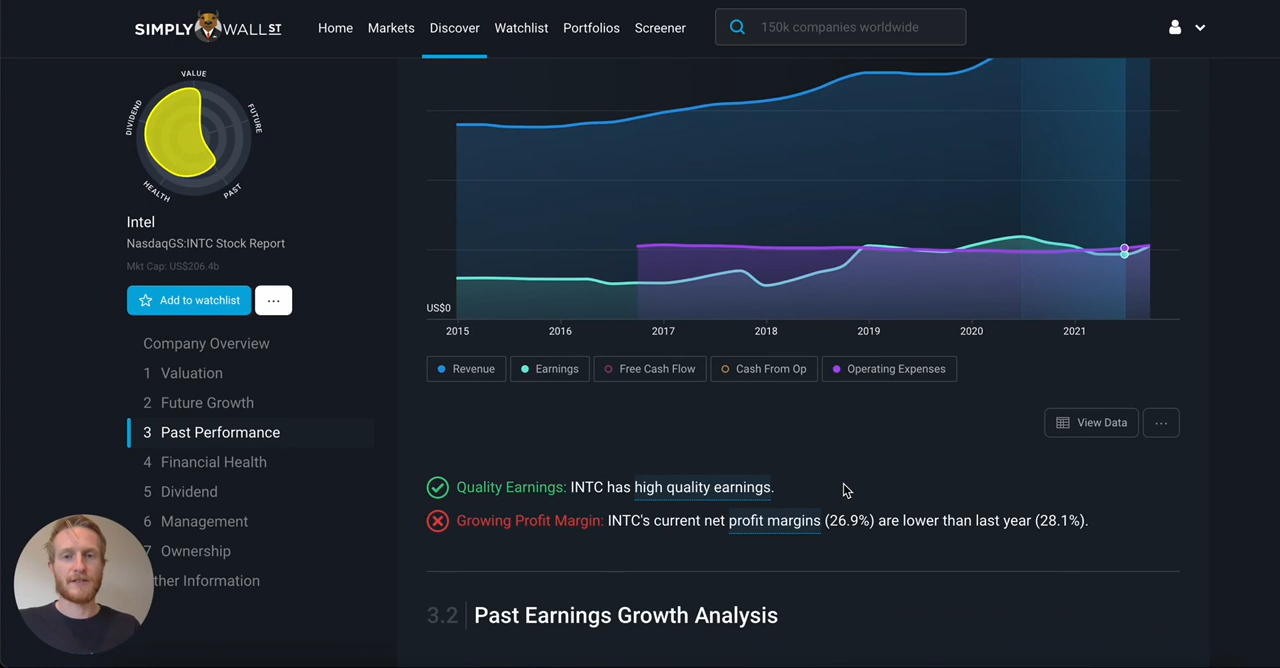 SIMPLY WALL ST
Home Markets Discover Watchlist Portfolios Screener
150k companies worldwide
VALUE
FUTURE
PAST
HEALTH
DIVIDEND
Intel
NasdaqGS:INTC Stock Report
Mkt Cap: US$206.4b
Add to watchlist
...
Company Overview
1 Valuation
2 Future Growth
3 Past Performance
4 Financial Health
5 Dividend
6 Management
7 Ownership
ther Information
US$0
2015 2016 2017 2018 2019 2020 2021
Revenue Earnings Free Cash Flow Cash From Op Operating Expenses
View Data ...
Quality Earnings: INTC has high quality earnings.
Growing Profit Margin: INTC's current net profit margins (26.9%) are lower than last year (28.1%).
3.2 Past Earnings Growth Analysis